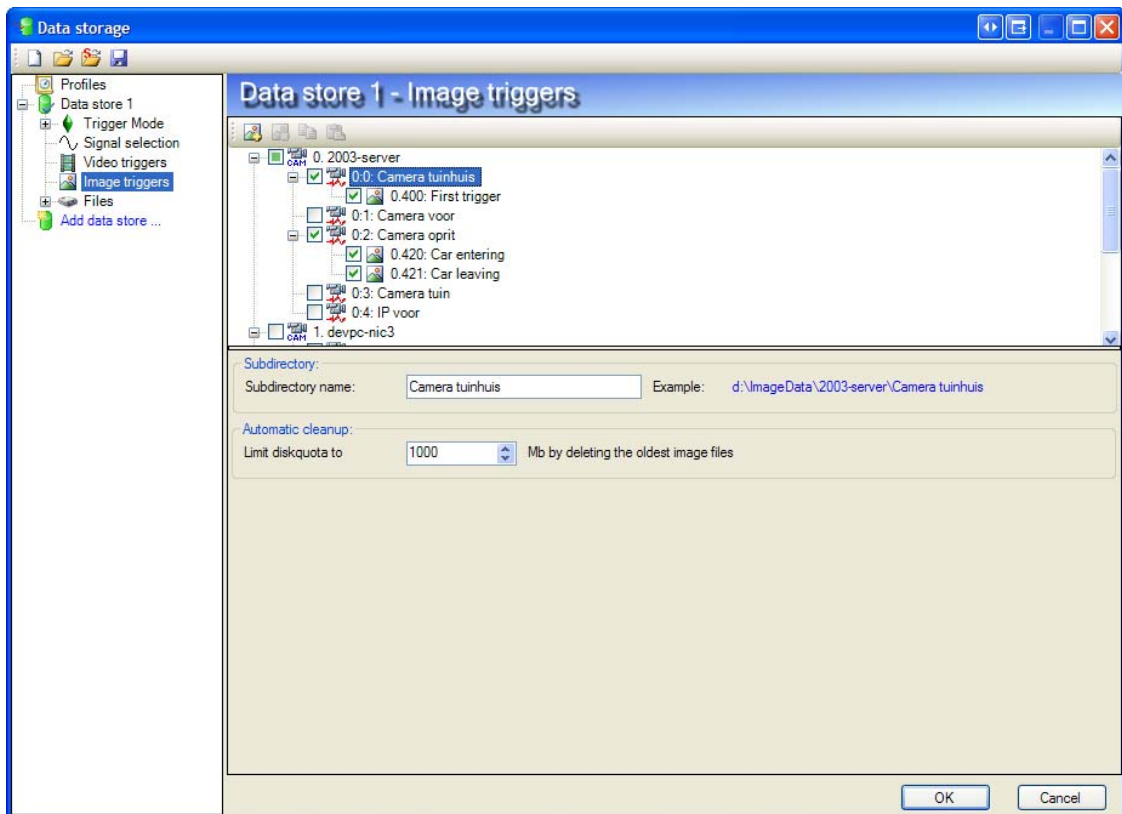 Data storage
Profiles
Data store 1
Trigger Mode
Signal selection
Video triggers
Image triggers
Files
Add data store ...
Data store 1 - Image triggers
CAM 0. 2003-server
0:0: Camera tuinhuis
0.400: First trigger
0:1: Camera voor
0:2: Camera oprit
0.420: Car entering
0.421: Car leaving
0:3: Camera tuin
0:4: IP voor
CAM 1. devpc-nic3
Subdirectory:
Subdirectory name: Camera tuinhuis Example: d:\ImageData\2003-server\Camera tuinhuis
Automatic cleanup:
Limit diskquota to 1000 Mb by deleting the oldest image files
OK Cancel